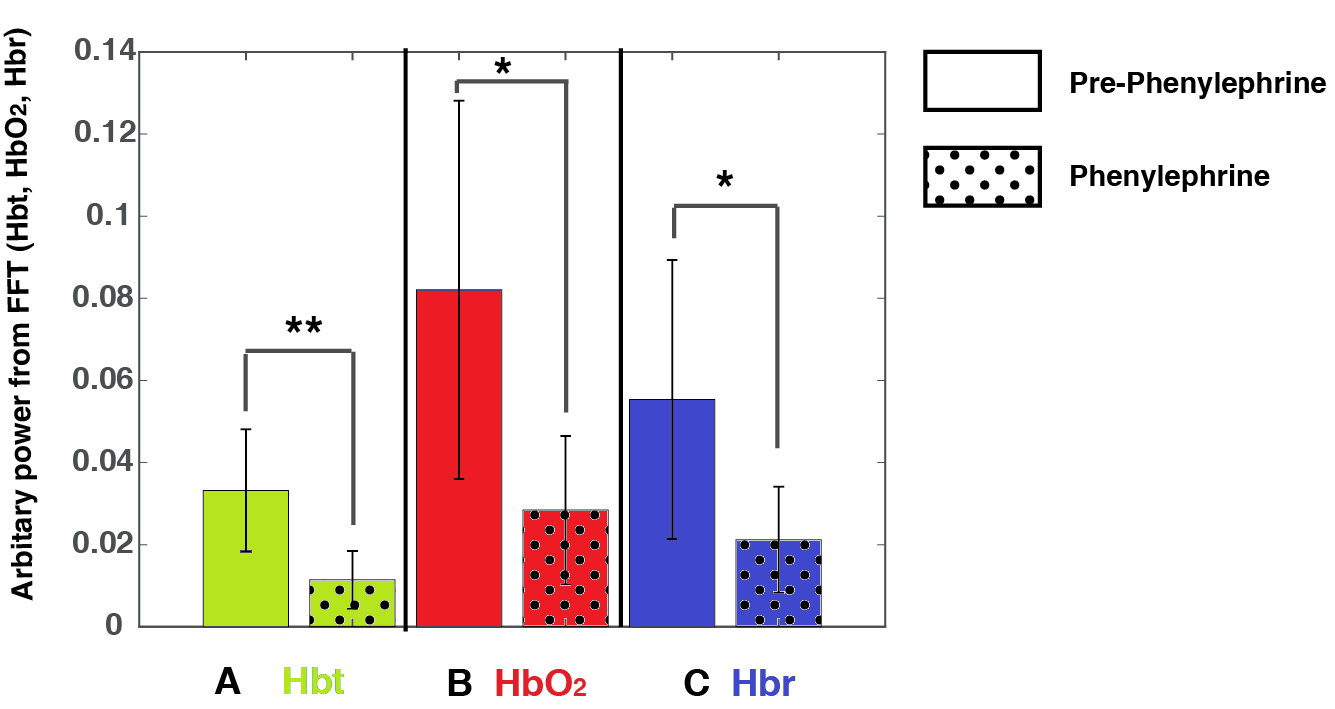 Arbitary power from FFT (Hbt, HbO2, Hbr)
0.14
0.12
0.1
0.08
0.06
0.04
0.02
0
**
*
*
A Hbt
B HbO2
C Hbr
Pre-Phenylephrine
Phenylephrine